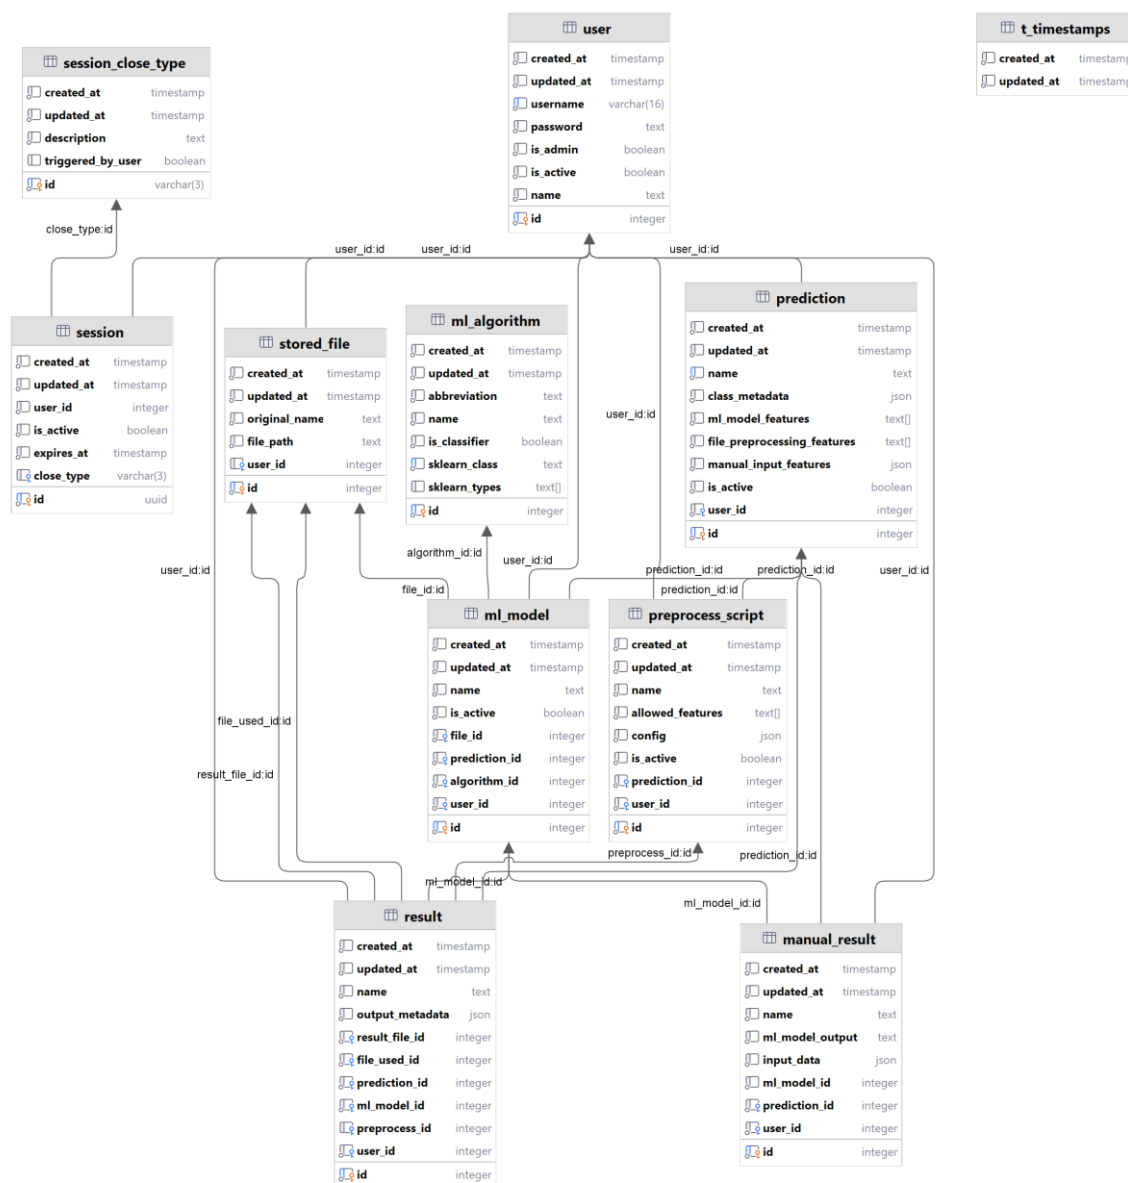 user
created_at timestamp
updated_at timestamp
username varchar(16)
password text
is_admin boolean
is_active boolean
name text
id integer
t_timestamps
created_at timestamp
updated_at timestamp
session_close_type
created_at timestamp
updated_at timestamp
description text
triggered_by_user boolean
id varchar(3)
close_type:id
user_id:id
user_id:id
user_id:id
session
created_at timestamp
updated_at timestamp
user_id integer
is_active boolean
expires_at timestamp
close_type varchar(3)
id uuid
stored_file
created_at timestamp
updated_at timestamp
original_name text
file_path text
user_id integer
id integer
ml_algorithm
created_at timestamp
updated_at timestamp
abbreviation text
name text
is_classifier boolean
sklearn_class text
sklearn_types text[]
id integer
prediction
created_at timestamp
updated_at timestamp
name text
class_metadata json
ml_model_features text[]
file_preprocessing_features text[]
manual_input_features json
is_active boolean
user_id integer
id integer
user_id:id
algorithm_id:id
user_id:id
user_id:id
prediction_id:id
prediction_id:id
user_id:id
file_id:id
prediction_id:id
ml_model
created_at timestamp
updated_at timestamp
name text
is_active boolean
file_id integer
prediction_id integer
algorithm_id integer
user_id integer
id integer
preprocess_script
created_at timestamp
updated_at timestamp
name text
allowed_features text[]
config json
is_active boolean
prediction_id integer
user_id integer
id integer
file_used_id:id
result_file_id:id
preprocess_id:id
prediction_id:id
ml_model_id:id
ml_model_id:id
result
created_at timestamp
updated_at timestamp
name text
output_metadata json
result_file_id integer
file_used_id integer
prediction_id integer
ml_model_id integer
preprocess_id integer
user_id integer
id integer
manual_result
created_at timestamp
updated_at timestamp
name text
ml_model_output text
input_data json
ml_model_id integer
prediction_id integer
user_id integer
id integer